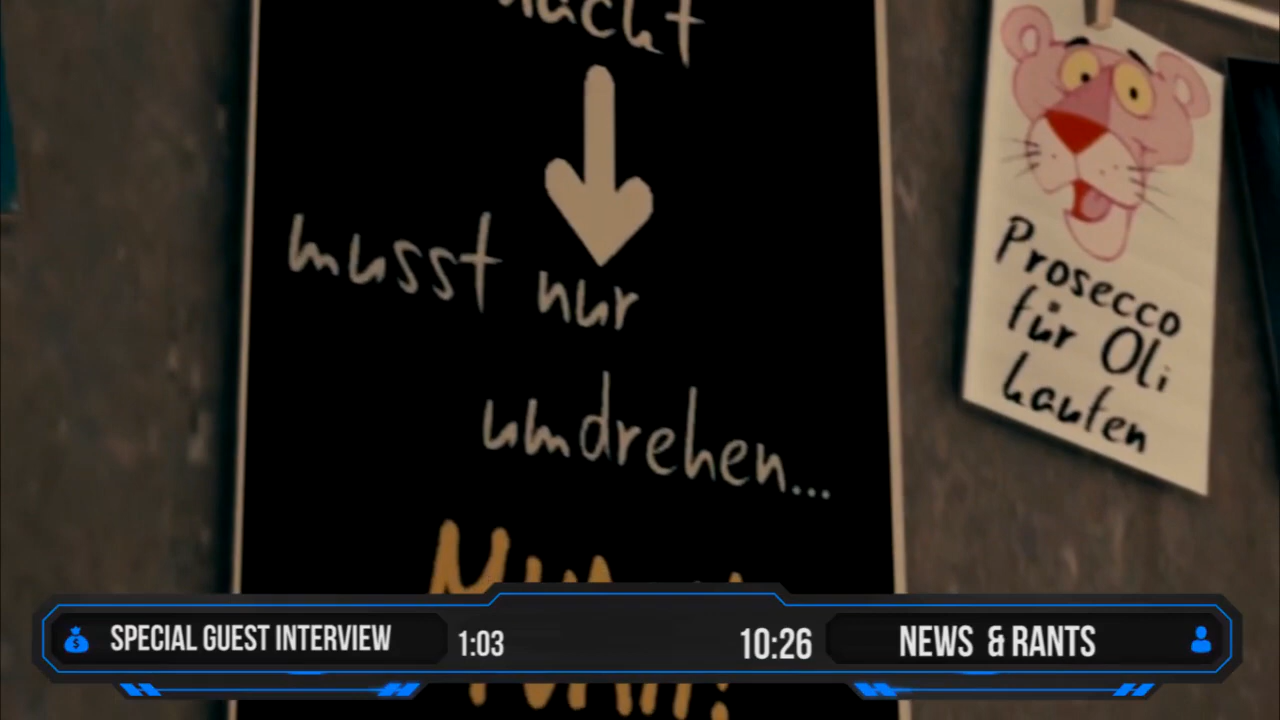 musst nur
umdrehen...
Prosecco
für Oli
kaufen
SPECIAL GUEST INTERVIEW 1:03 10:26 NEWS & RANTS